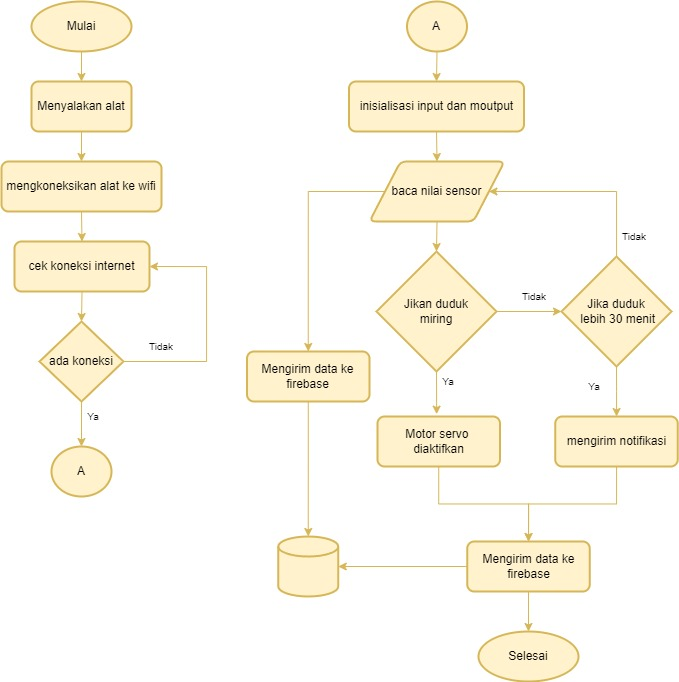 Mulai
Menyalakan alat
mengkoneksikan alat ke wifi
cek koneksi internet
ada koneksi
Tidak
Ya
A
A
inisialisasi input dan moutput
baca nilai sensor
Tidak
Jikan duduk
miring
Tidak
Jika duduk
lebih 30 menit
Mengirim data ke
firebase
Ya
Ya
Motor servo
diaktifkan
mengirim notifikasi
Mengirim data ke
firebase
Selesai